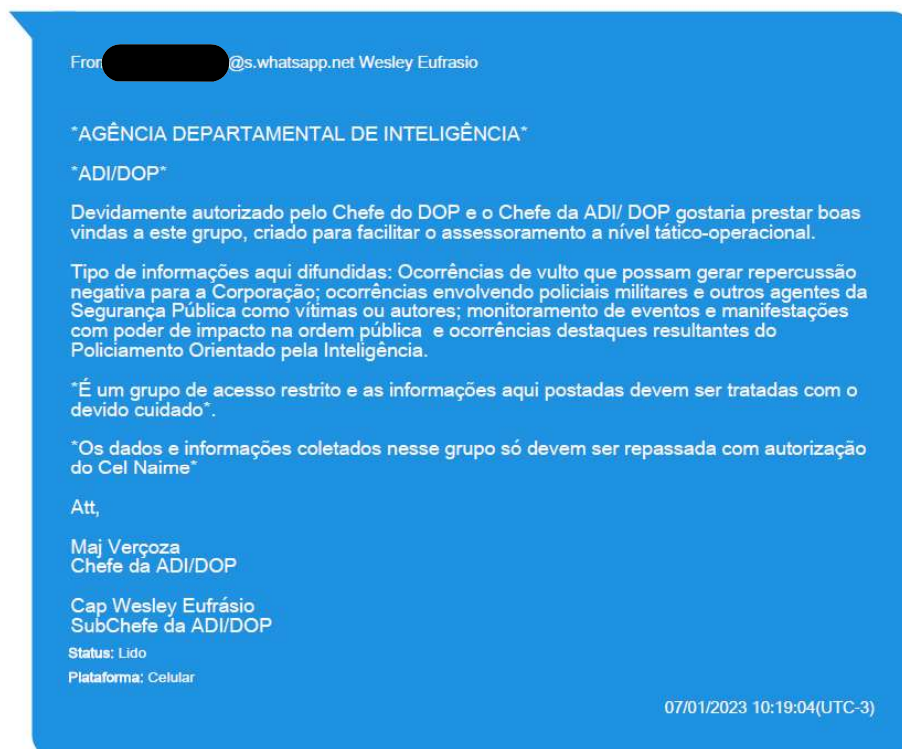 From @s.whatsapp.net Wesley Eufrasio
*AGÊNCIA DEPARTAMENTAL DE INTELIGÊNCIA*
*ADI/DOP*
Devidamente autorizado pelo Chefe do DOP e o Chefe da ADI/ DOP gostaria prestar boas
vindas a este grupo, criado para facilitar o assessoramento a nível tático-operacional.
Tipo de informações aqui difundidas: Ocorrências de vulto que possam gerar repercussão
negativa para a Corporação; ocorrências envolvendo policiais militares e outros agentes da
Segurança Pública como vítimas ou autores; monitoramento de eventos e manifestações
com poder de impacto na ordem pública e ocorrências destaques resultantes do
Policiamento Orientado pela Inteligência.
*É um grupo de acesso restrito e as informações aqui postadas devem ser tratadas com o
devido cuidado*.
*Os dados e informações coletados nesse grupo só devem ser repassada com autorização
do Cel Naime*
Att,
Maj Verçoza
Chefe da ADI/DOP
Cap Wesley Eufrásio
SubChefe da ADI/DOP
Status: Lido
Plataforma: Celular
07/01/2023 10:19:04(UTC-3)